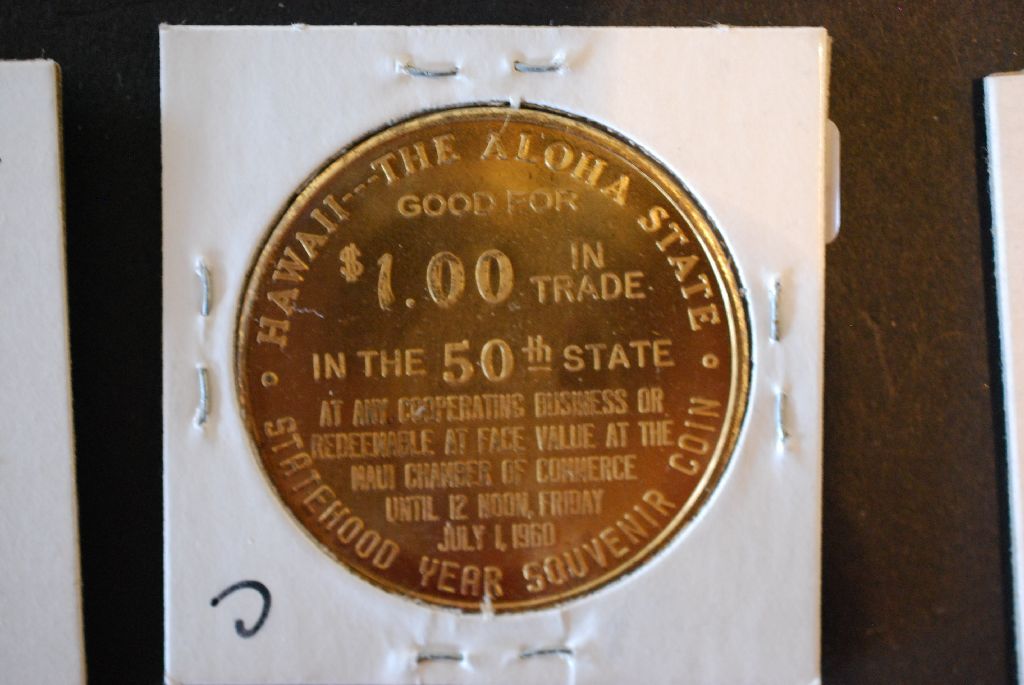 HAWAII---THE ALOHA STATE
GOOD FOR
$1.00 IN TRADE
IN THE 50th STATE
AT ANY COOPERATING BUSINESS OR
REDEEMABLE AT FACE VALUE AT THE
MAUI CHAMBER OF COMMERCE
UNTIL 12 NOON, FRIDAY
JULY 1, 1960
STATEHOOD YEAR SOUVENIR COIN